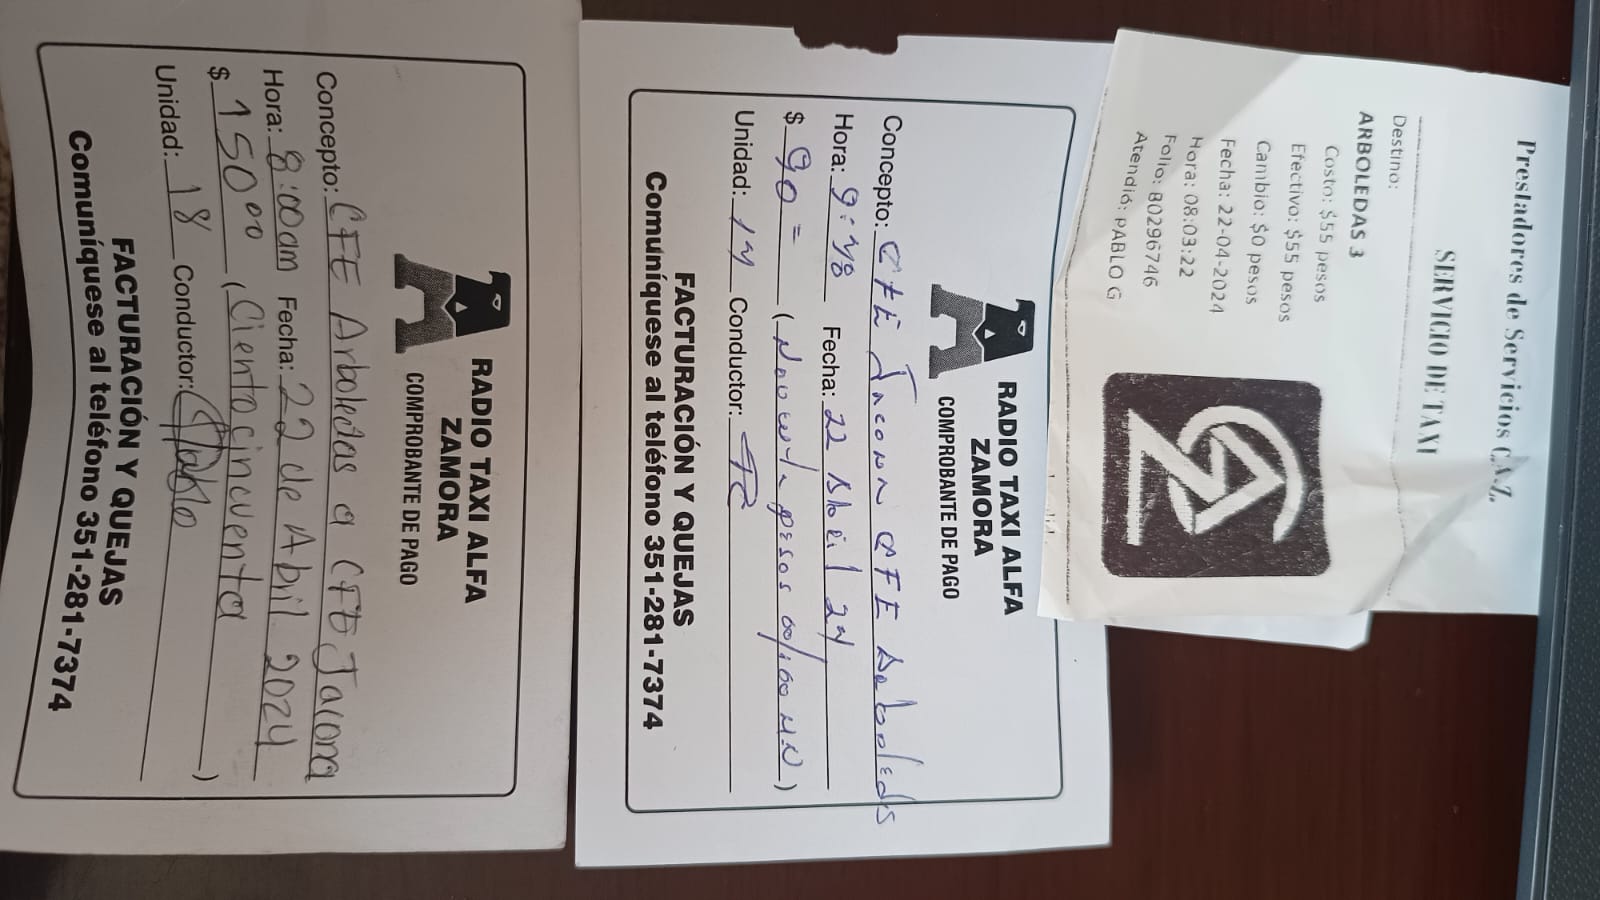 Prestadores de Servicios C.A.Z.
SERVICIO DE TAXI
Destino:
ARBOLEDAS 3
Costo: $55 pesos
Efectivo: $55 pesos
Cambio: $0 pesos
Fecha: 22-04-2024
Hora: 08:03:22
Folio: 80296746
Atendió: PABLO G
RADIO TAXI ALFA
ZAMORA
COMPROBANTE DE PAGO
Concepto: CFE Jacona CFE Arboledas
Hora: 9:40 Fecha: 22 Abril 24
$ 90= (Noventa pesos 00/100 MN)
Unidad: 14 Conductor:
FACTURACIÓN Y QUEJAS
Comuníquese al teléfono 351-281-7374
RADIO TAXI ALFA
ZAMORA
COMPROBANTE DE PAGO
Concepto: CFE Arboledas a CFE Jacona
Hora: 8:00am Fecha: 22 de Abril 2024
$ 150.00 (Ciento cincuenta)
Unidad: 18 Conductor: Pablo
FACTURACIÓN Y QUEJAS
Comuníquese al teléfono 351-281-7374